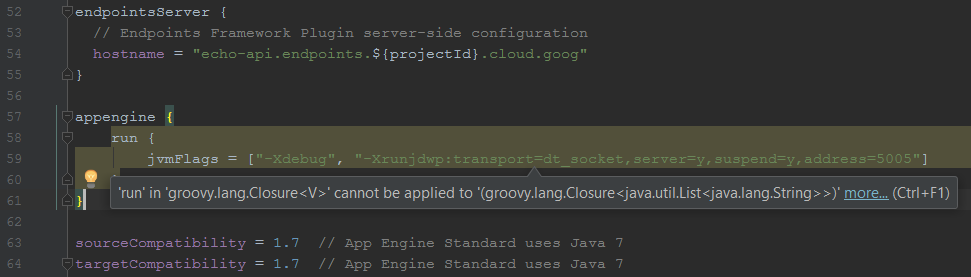 52 endpointsServer {
53 // Endpoints Framework Plugin server-side configuration
54 hostname = "echo-api.endpoints.${projectId}.cloud.goog"
55 }
56
57 appengine {
58 run {
59 jvmFlags = ["-Xdebug", "-Xrunjdwp:transport=dt_socket,server=y,suspend=y,address=5005"]
60
'run' in 'groovy.lang.Closure<V>' cannot be applied to '(groovy.lang.Closure<java.util.List<java.lang.String>>)' more... (Ctrl+F1)
61 }
62
63 sourceCompatibility = 1.7 // App Engine Standard uses Java 7
64 targetCompatibility = 1.7 // App Engine Standard uses Java 7